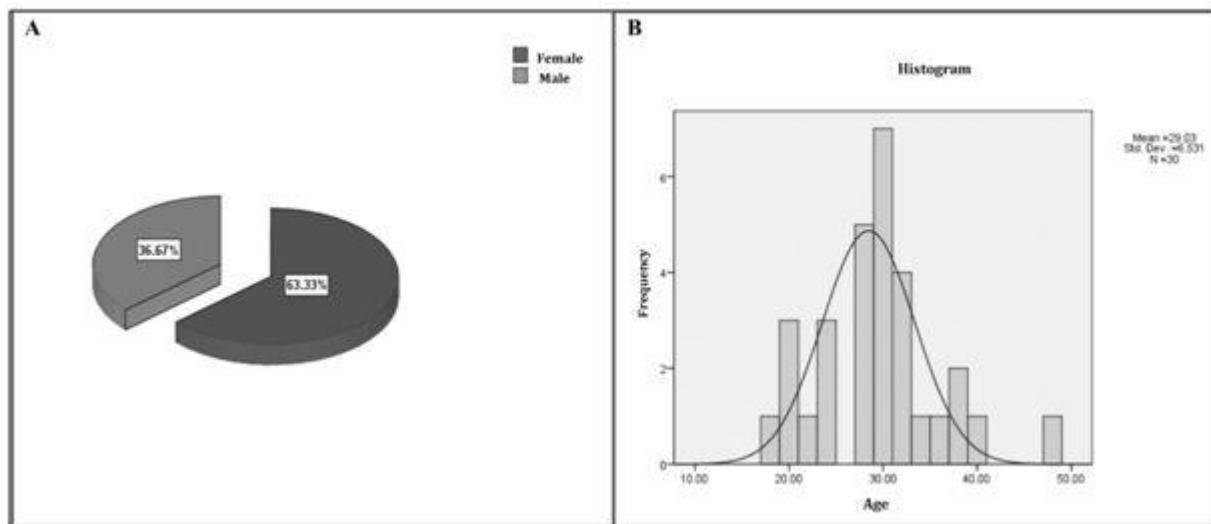 A
Female
Male
36.67%
63.33%
B
Histogram
Mean =29.03
Std. Dev. =6.531
N =30
Frequency
6
4
2
0
10.00 20.00 30.00 40.00 50.00
Age